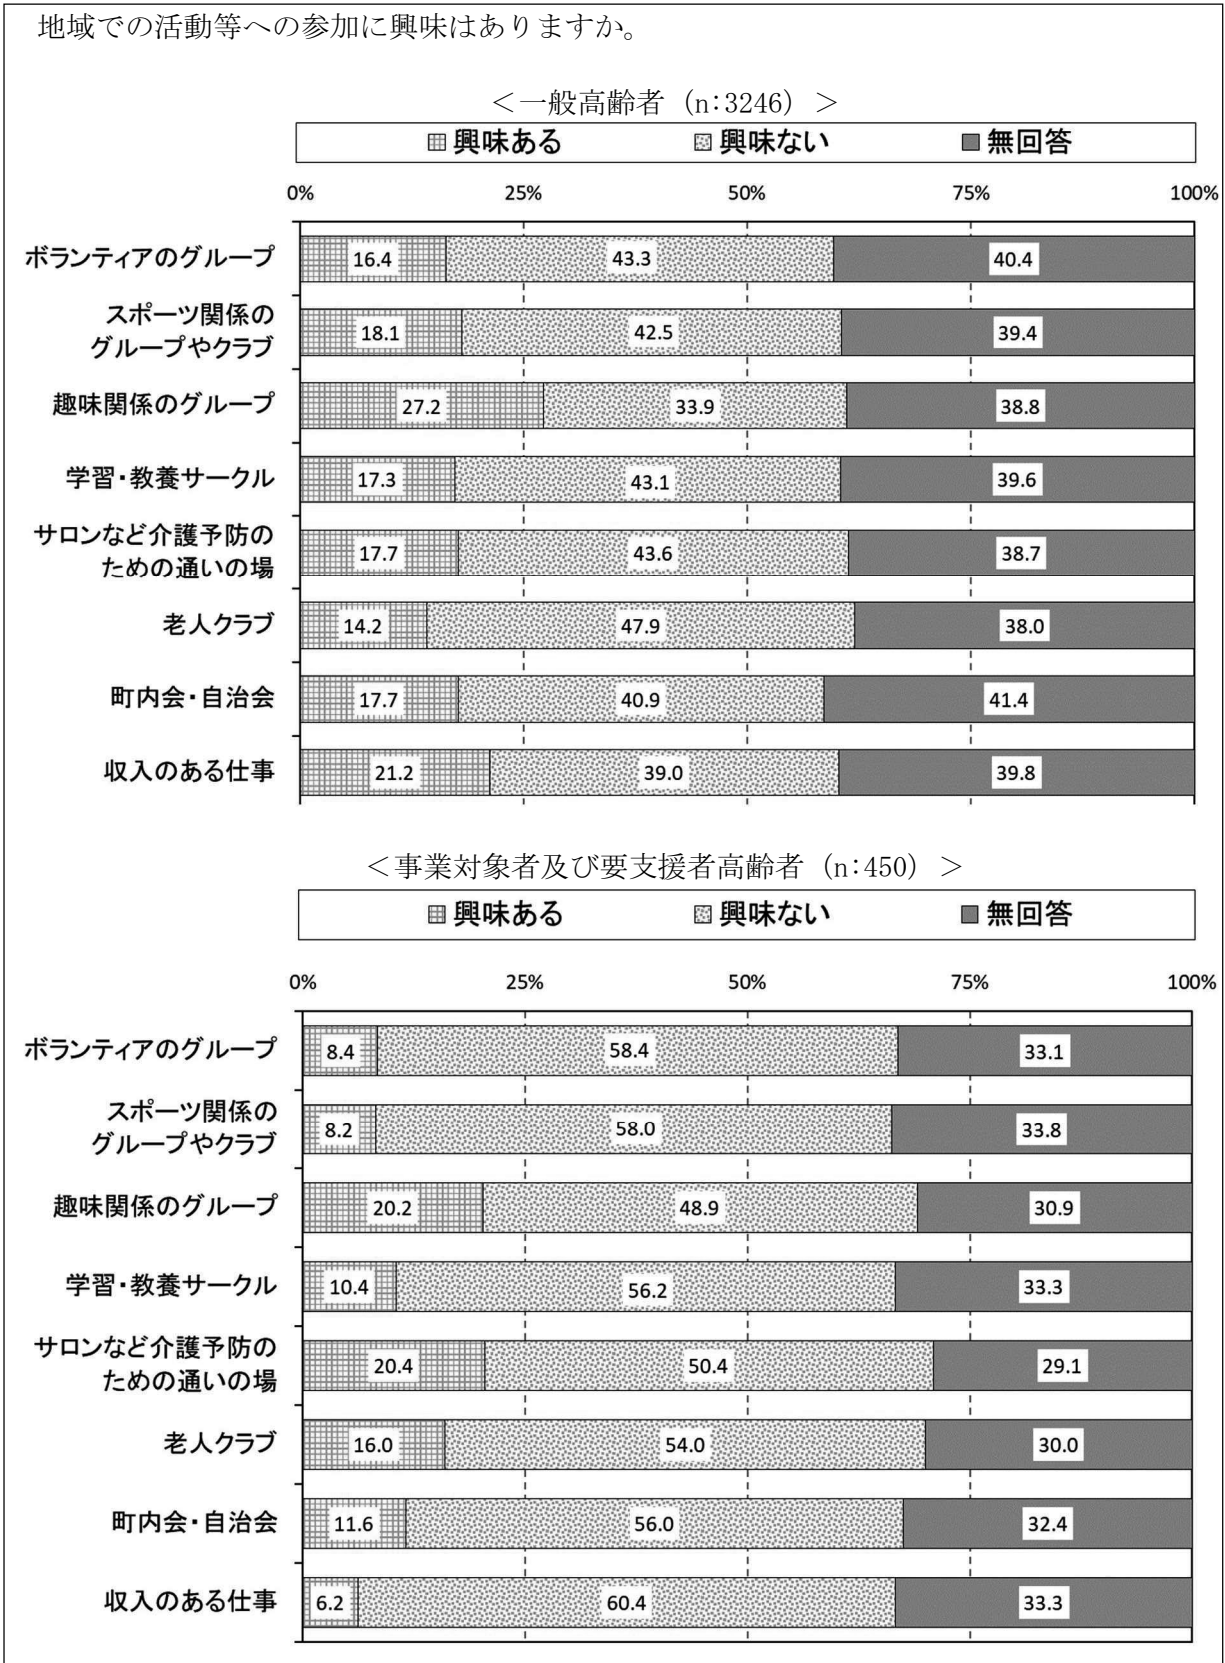 地域での活動等への参加に興味はありますか。
＜一般高齢者（n:3246）＞
興味ある 興味ない 無回答
0% 25% 50% 75% 100%
ボランティアのグループ 16.4 43.3 40.4
スポーツ関係の
グループやクラブ 18.1 42.5 39.4
趣味関係のグループ 27.2 33.9 38.8
学習・教養サークル 17.3 43.1 39.6
サロンなど介護予防の
ための通いの場 17.7 43.6 38.7
老人クラブ 14.2 47.9 38.0
町内会・自治会 17.7 40.9 41.4
収入のある仕事 21.2 39.0 39.8
＜事業対象者及び要支援者高齢者（n:450）＞
興味ある 興味ない 無回答
0% 25% 50% 75% 100%
ボランティアのグループ 8.4 58.4 33.1
スポーツ関係の
グループやクラブ 8.2 58.0 33.8
趣味関係のグループ 20.2 48.9 30.9
学習・教養サークル 10.4 56.2 33.3
サロンなど介護予防の
ための通いの場 20.4 50.4 29.1
老人クラブ 16.0 54.0 30.0
町内会・自治会 11.6 56.0 32.4
収入のある仕事 6.2 60.4 33.3